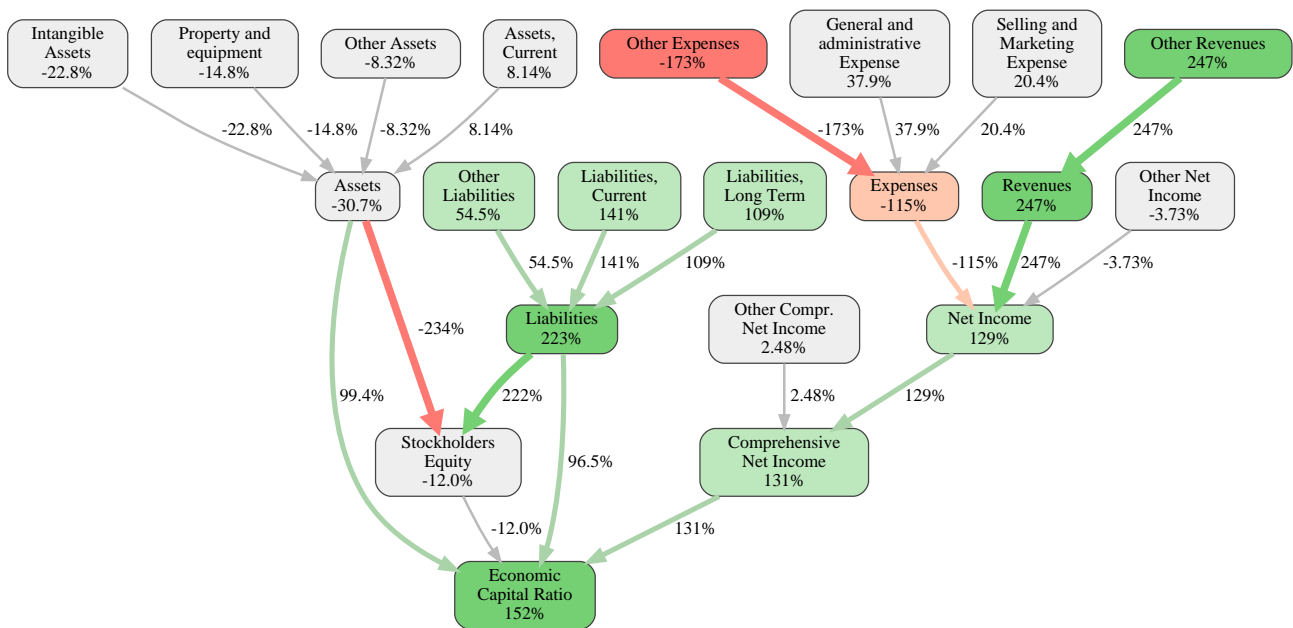 Intangible
Assets
-22.8%
Property and
equipment
-14.8%
Other Assets
-8.32%
Assets,
Current
8.14%
Other Expenses
-173%
General and
administrative
Expense
37.9%
Selling and
Marketing
Expense
20.4%
Other Revenues
247%
-22.8%
-14.8%
-8.32%
8.14%
-173%
37.9%
20.4%
247%
Assets
-30.7%
Other
Liabilities
54.5%
Liabilities,
Current
141%
Liabilities,
Long Term
109%
Expenses
-115%
Revenues
247%
Other Net
Income
-3.73%
54.5%
141%
109%
-115%
247%
-3.73%
Liabilities
223%
Other Compr.
Net Income
2.48%
Net Income
129%
-234%
99.4%
222%
2.48%
129%
Stockholders
Equity
-12.0%
96.5%
Comprehensive
Net Income
131%
-12.0%
131%
Economic
Capital Ratio
152%